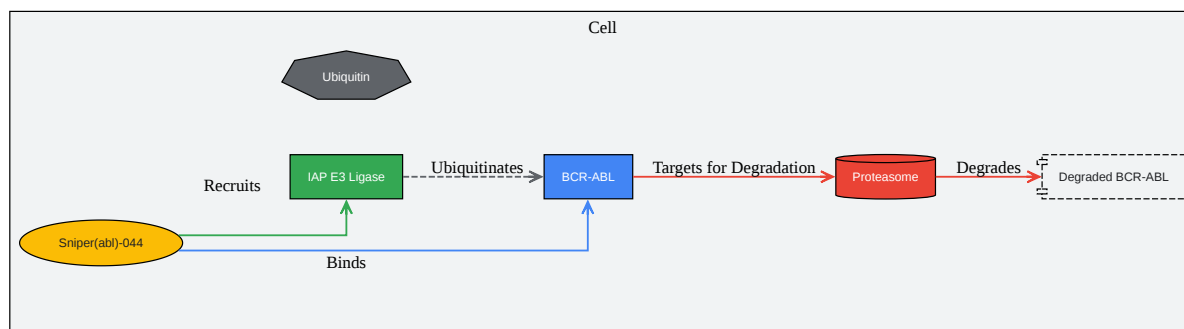 Cell
Ubiquitin
IAP E3 Ligase
Ubiquitinates
BCR-ABL
Targets for Degradation
Proteasome
Degrades
Degraded BCR-ABL
Recruits
Sniper(abl)-044
Binds